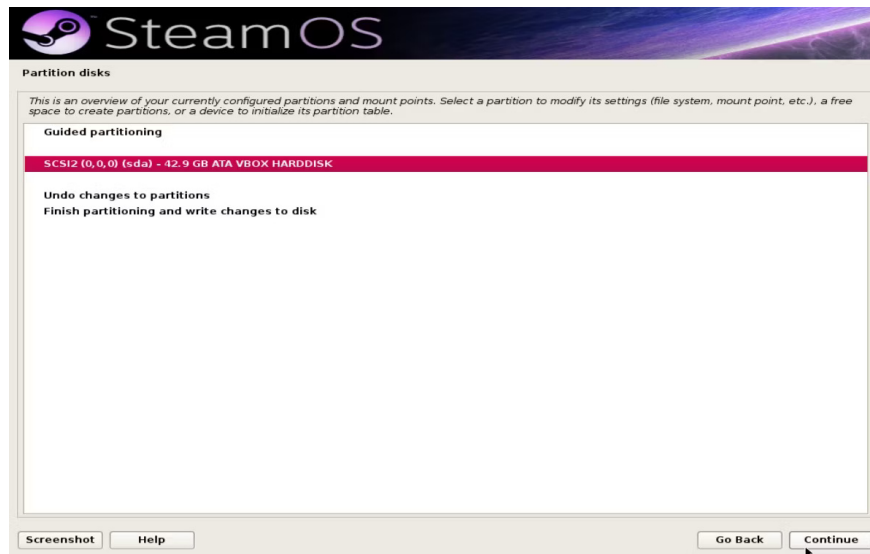 SteamOS
Partition disks
This is an overview of your currently configured partitions and mount points. Select a partition to modify its settings (file system, mount point, etc.), a free
space to create partitions, or a device to initialize its partition table.
Guided partitioning
SCSI2 (0,0,0) (sda) - 42.9 GB ATA VBOX HARDDISK
Undo changes to partitions
Finish partitioning and write changes to disk
Screenshot Help Go Back Continue